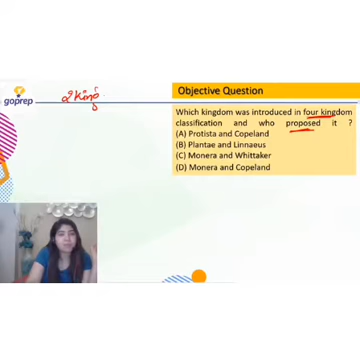 goprep
2 King
Objective Question
Which kingdom was introduced in four kingdom
classification and who proposed it ?
(A) Protista and Copeland
(B) Plantae and Linnaeus
(C) Monera and Whittaker
(D) Monera and Copeland